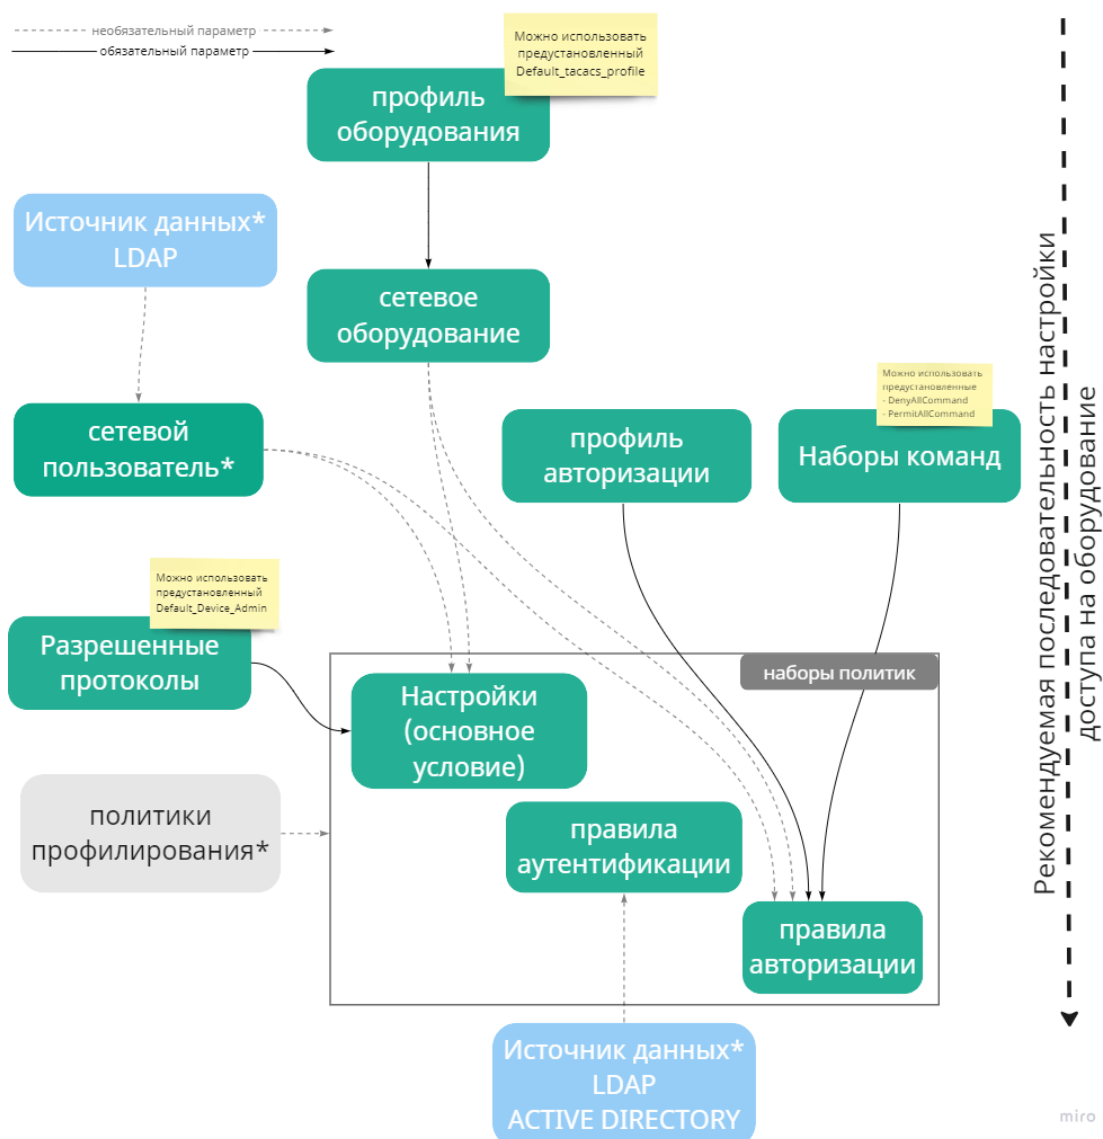 необязательный параметр
обязательный параметр
Можно использовать
предустановленный
Default_tacacs_profile
профиль
оборудования
Источник данных*
LDAP
сетевое
оборудование
Можно использовать
предустановленные
- DenyAllCommand
- PermitAllCommand
сетевой
пользователь*
профиль
авторизации
Наборы команд
Можно использовать
предустановленный
Default_Device_Admin
Разрешенные
протоколы
наборы политик
Настройки
(основное
условие)
политики
профилирования*
правила
аутентификации
правила
авторизации
Источник данных*
LDAP
ACTIVE DIRECTORY
Рекомендуемая последовательность настройки
доступа на оборудование
miro